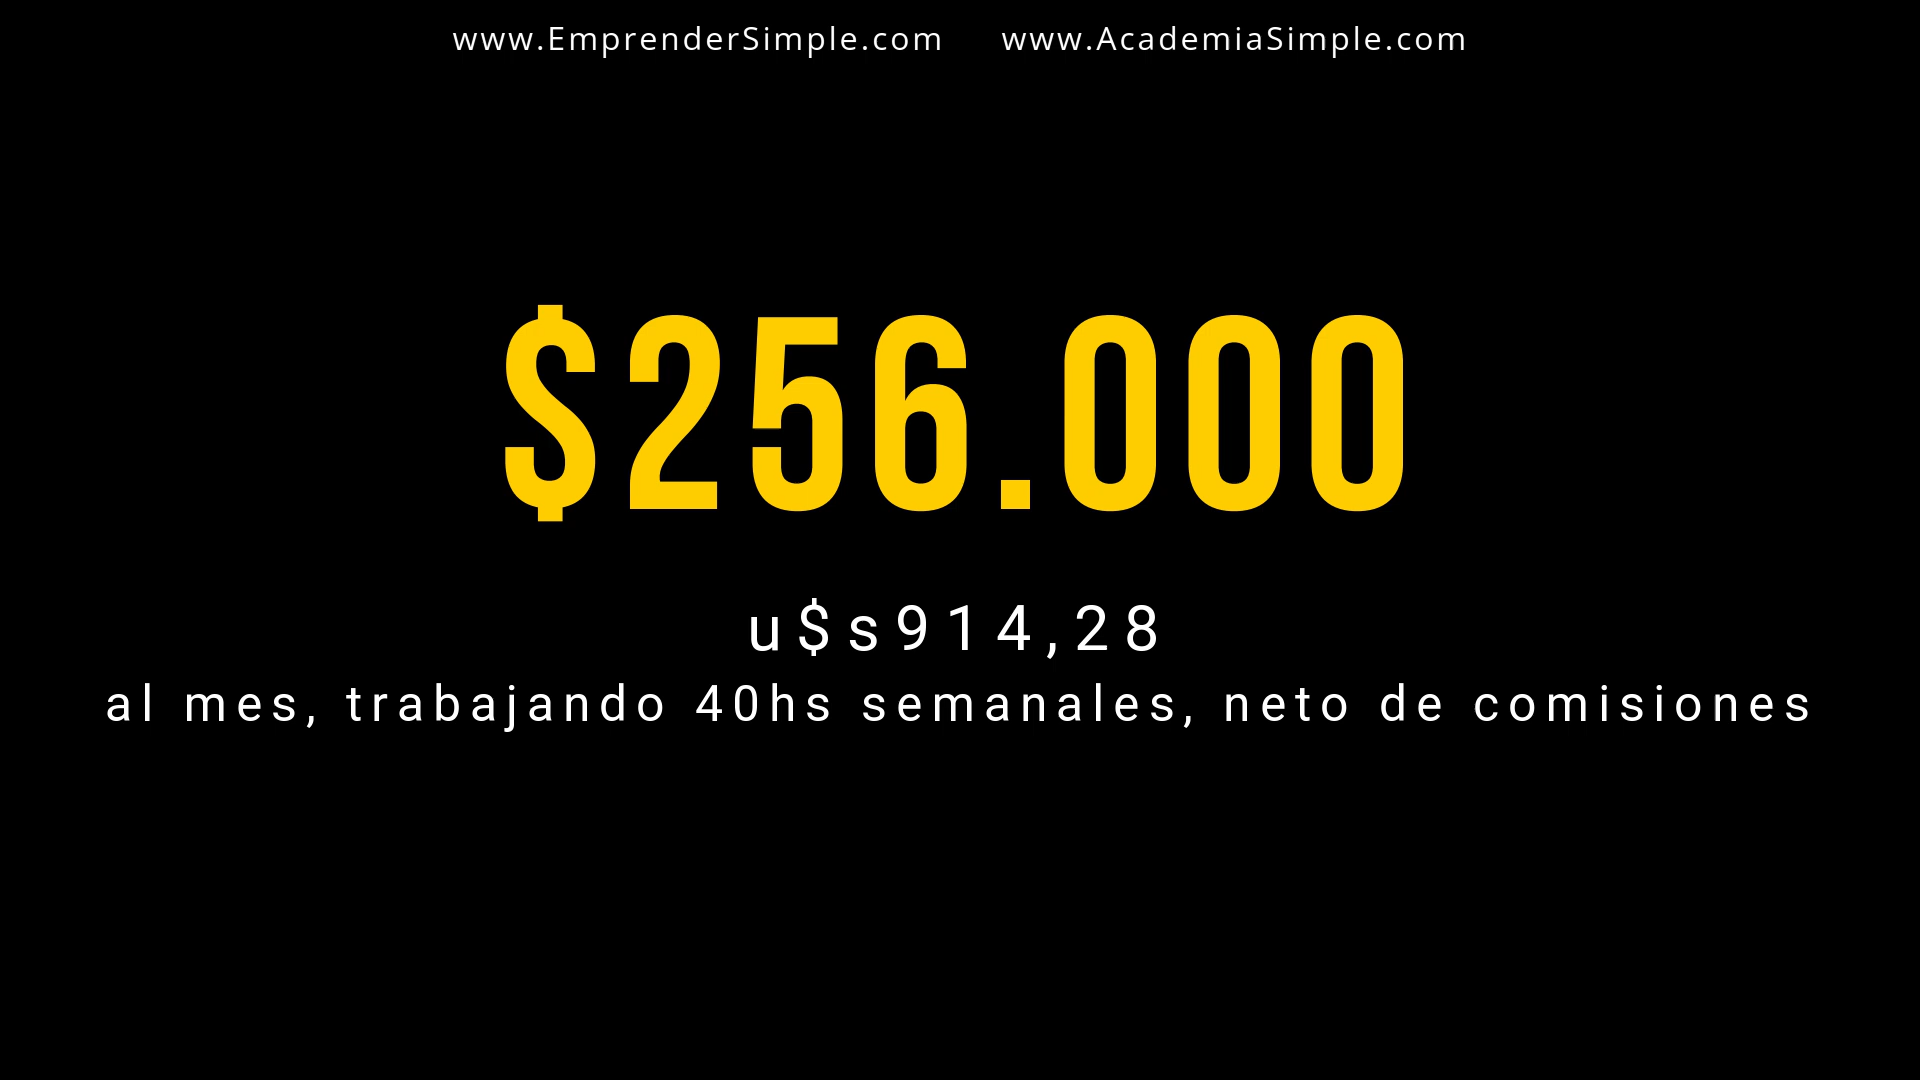 www.EmprenderSimple.com www.AcademiaSimple.com
$256.000
u$s914,28
al mes, trabajando 40hs semanales, neto de comisiones